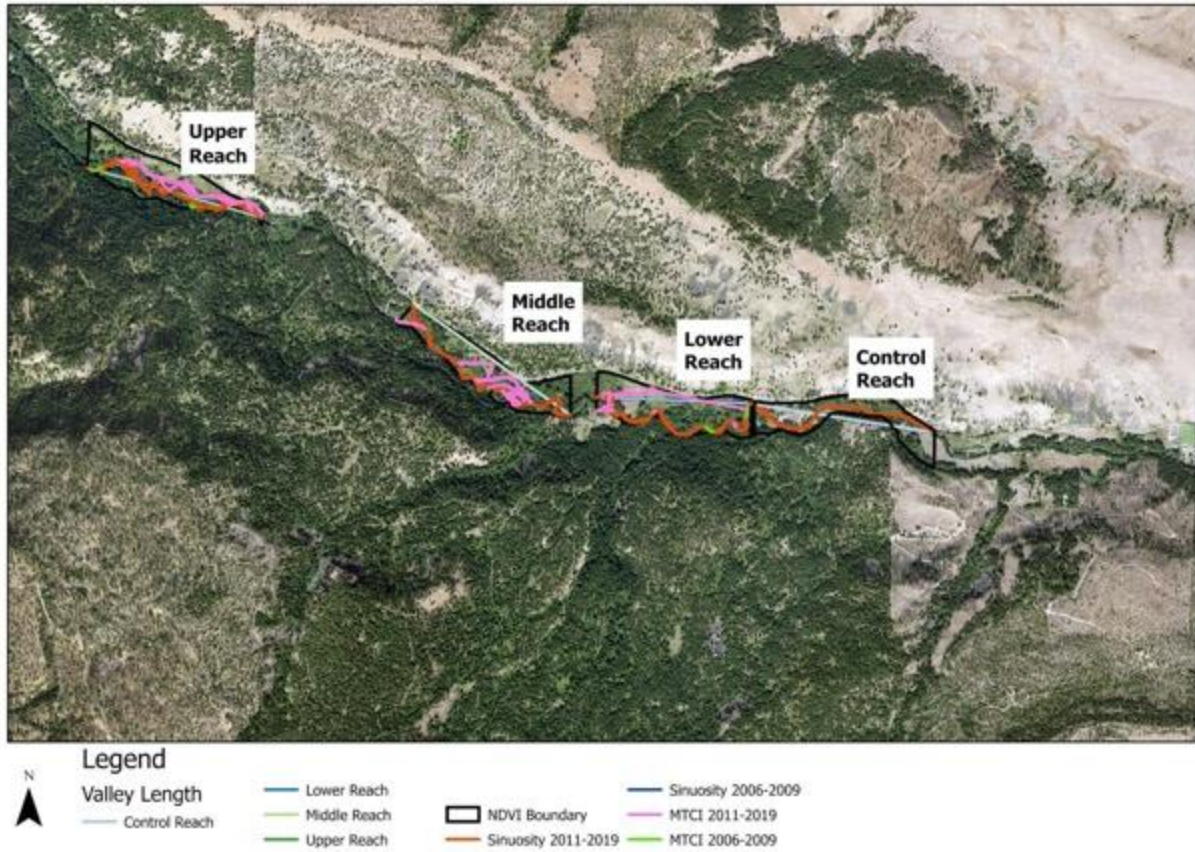 Upper
Reach
Middle
Reach
Lower
Reach
Control
Reach
Legend
N
Valley Length
Control Reach
Lower Reach
Middle Reach
Upper Reach
NDVI Boundary
Sinuosity 2011-2019
Sinuosity 2006-2009
MTCI 2011-2019
MTCI 2006-2009